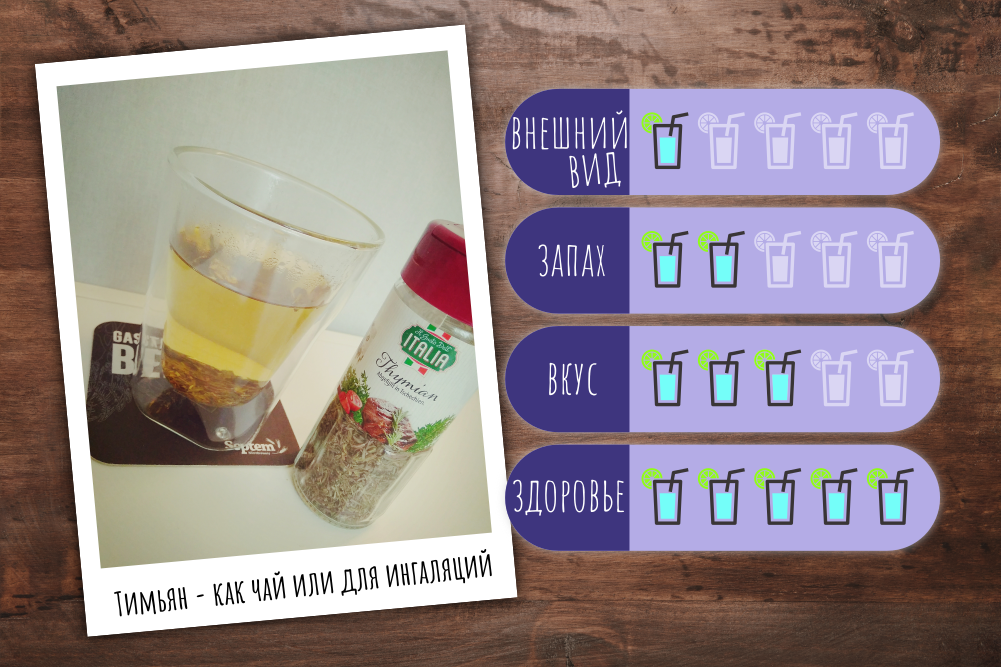 ВНЕШНИЙ
ВИД
ЗАПАХ
ВКУС
ЗДОРОВЬЕ
ITALIA
Thymian
Septem
Тимьян - как чай или для ингаляций